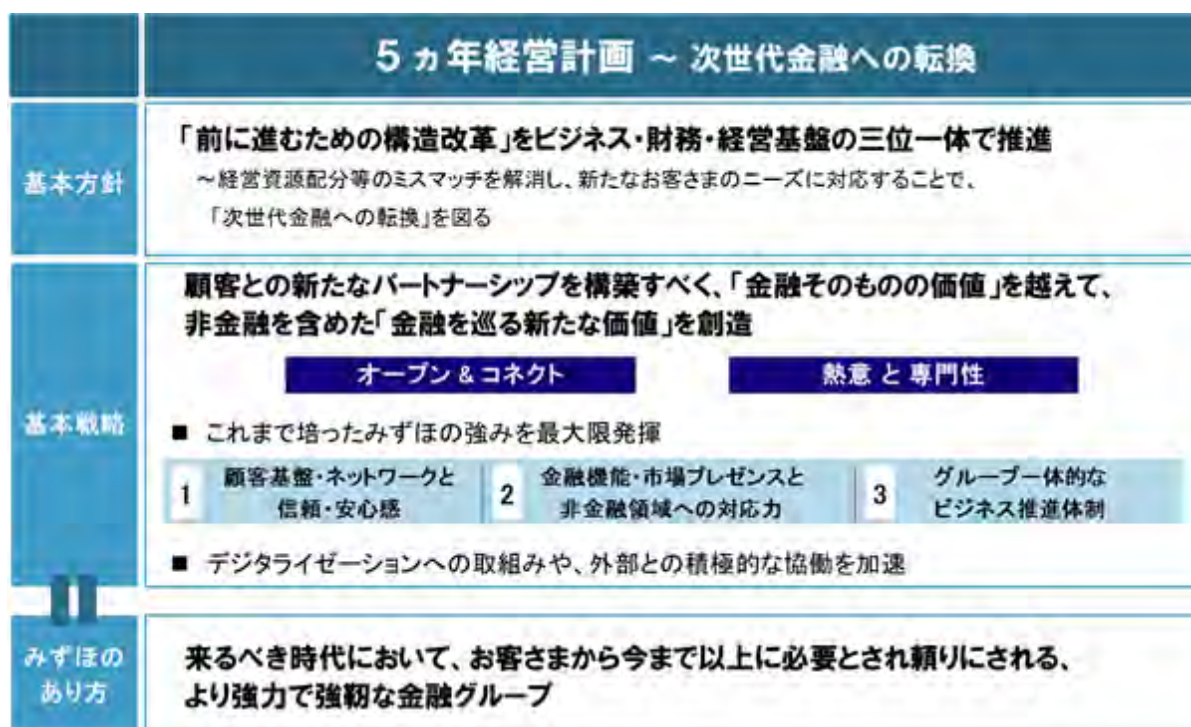 5ヵ年経営計画 ～ 次世代金融への転換
基本方針
「前に進むための構造改革」をビジネス・財務・経営基盤の三位一体で推進
～経営資源配分等のミスマッチを解消し、新たなお客さまのニーズに対応することで、
「次世代金融への転換」を図る
基本戦略
顧客との新たなパートナーシップを構築すべく、「金融そのものの価値」を越えて、
非金融を含めた「金融を巡る新たな価値」を創造
オープン & コネクト
熱意 と 専門性
■ これまで培ったみずほの強みを最大限発揮
1
顧客基盤・ネットワークと
信頼・安心感
2
金融機能・市場プレゼンスと
非金融領域への対応力
3
グループ一体的な
ビジネス推進体制
■ デジタライゼーションへの取組みや、外部との積極的な協働を加速
みずほの
あり方
来るべき時代において、お客さまから今まで以上に必要とされ頼りにされる、
より強力で強靭な金融グループ